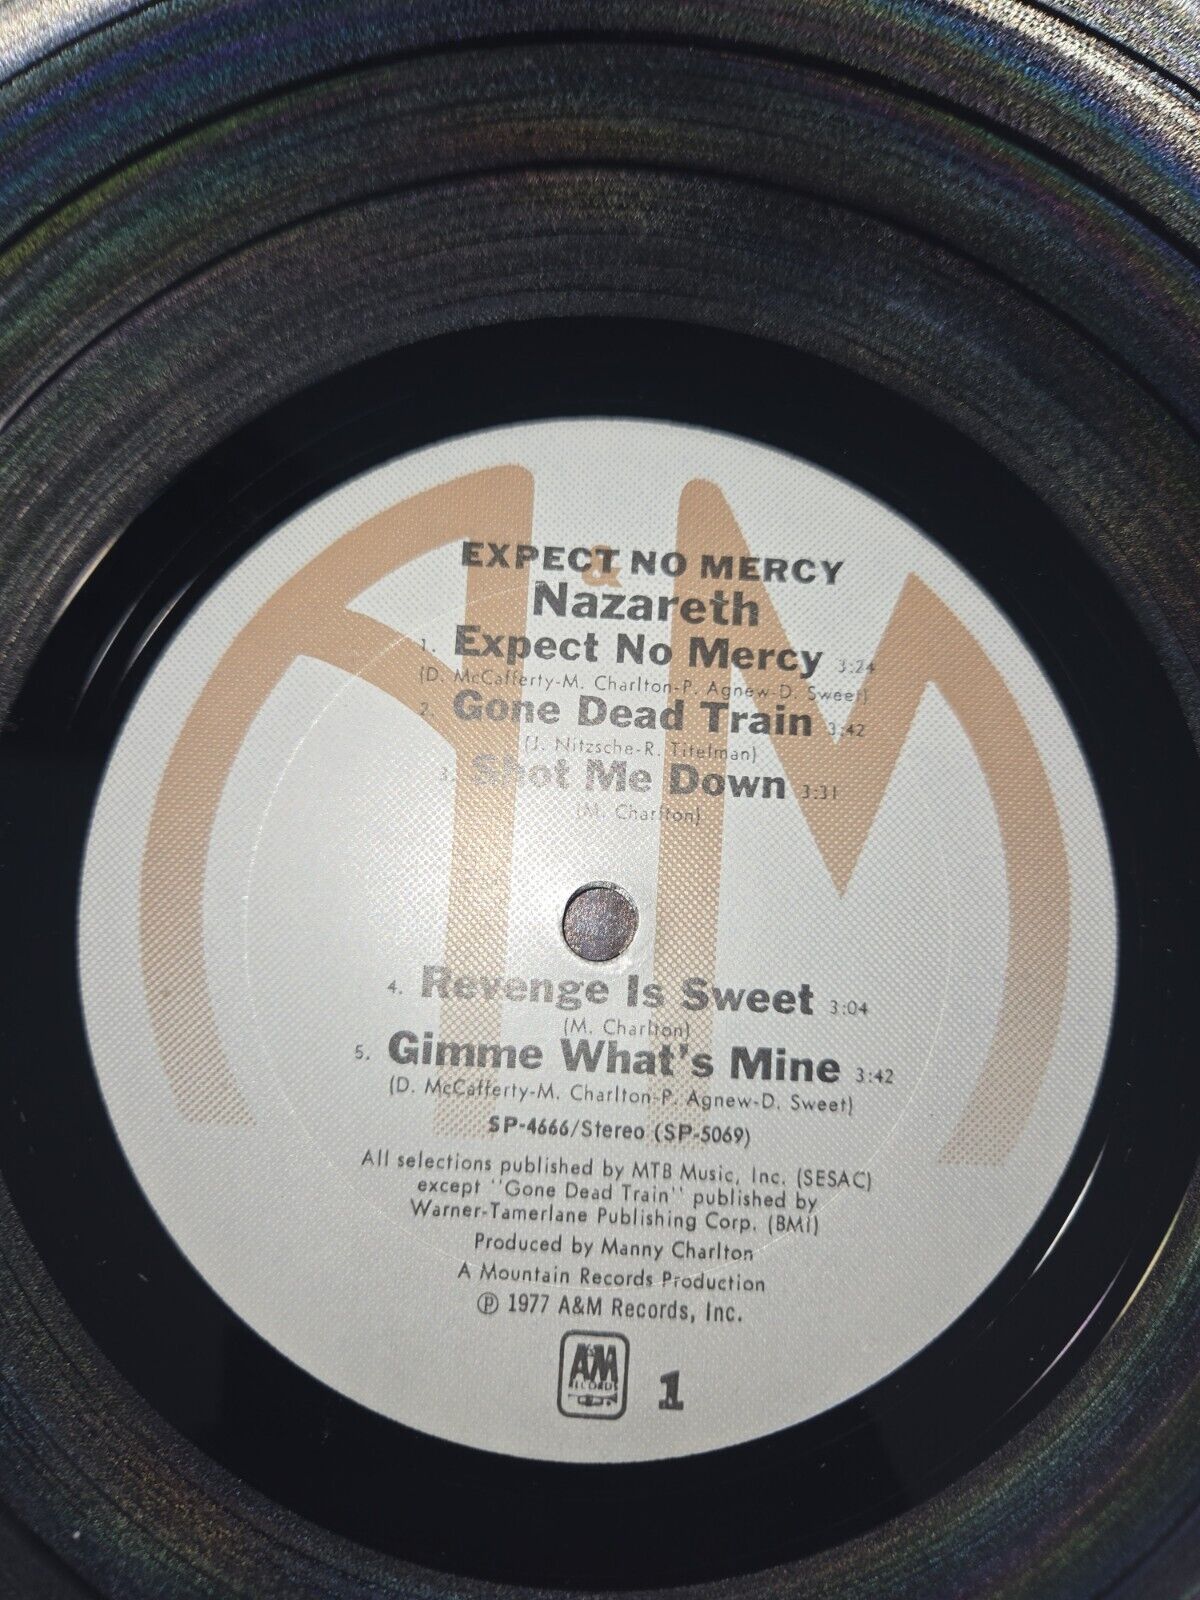 EXPECT NO MERCY
&
Nazareth
1. Expect No Mercy 3:24
(D. McCafferty-M. Charlton-P. Agnew-D. Sweet)
2. Gone Dead Train 3:42
(J. Nitzsche-R. Titelman)
3. Shot Me Down 3:31
(M. Charlton)
4. Revenge Is Sweet 3:04
(M. Charlton)
5. Gimme What's Mine 3:42
(D. McCafferty-M. Charlton-P. Agnew-D. Sweet)
SP-4666/Stereo (SP-5069)
All selections published by MTB Music, Inc. (SESAC)
except "Gone Dead Train" published by
Warner-Tamerlane Publishing Corp. (BMI)
Produced by Manny Charlton
A Mountain Records Production
℗ 1977 A&M Records, Inc.
A&M
RECORDS
1